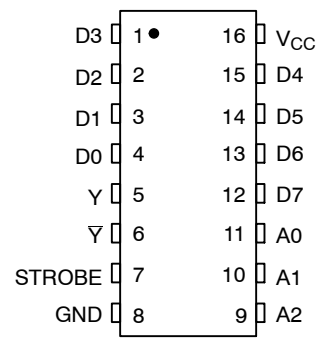 D3 1 16 VCC
D2 2 15 D4
D1 3 14 D5
D0 4 13 D6
Y 5 12 D7
Y̅ 6 11 A0
STROBE 7 10 A1
GND 8 9 A2